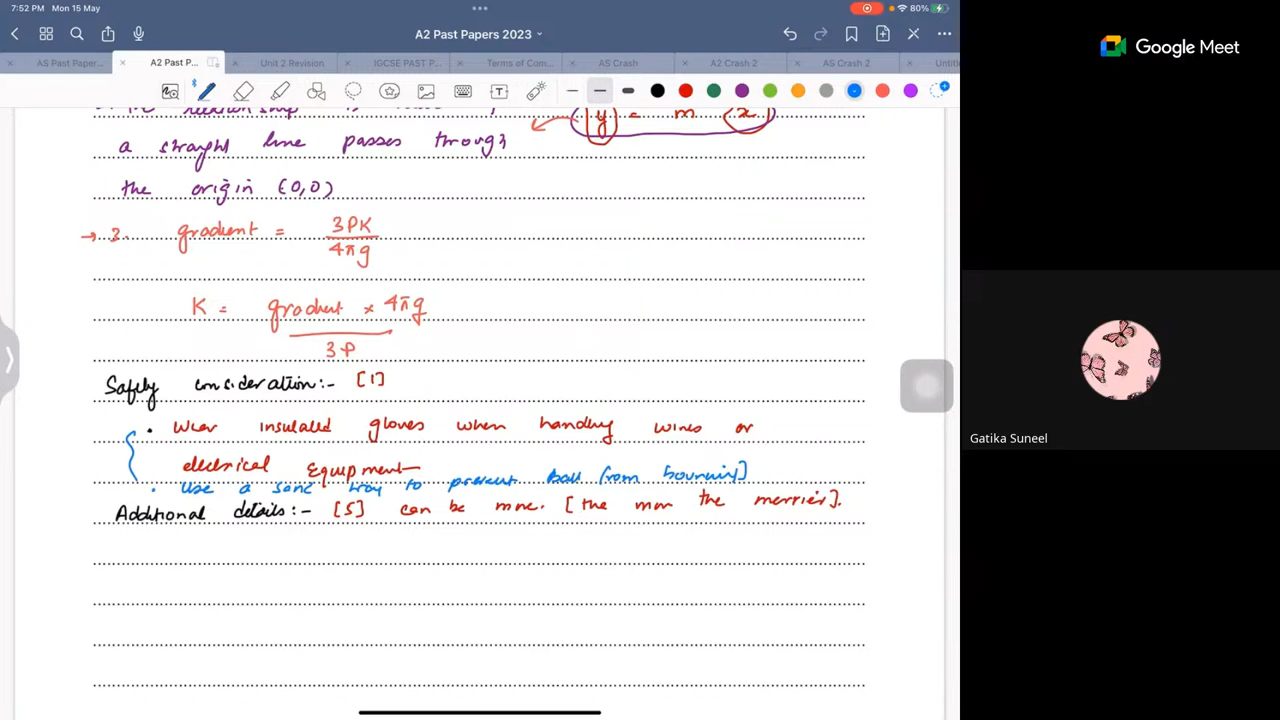 7:52 PM Mon 15 May
80%
A2 Past Papers 2023
Google Meet
AS Past Paper...
A2 Past P...
Unit 2 Revision
IGCSE PAST P...
Terms of Com...
AS Crash
A2 Crash 2
AS Crash 2
Untitl
y = m x
a straight line passes through
the origin (0,0)
→ 3. gradient = 3PK
4πg
K = gradient × 4πg
3P
Safety consideration:- [1]
• Wear insulated gloves when handling wires or
electrical equipment
• Use a sand tray to prevent ball from bouncing]
Additional details:- [5] can be more. [the more the merrier].
Gatika Suneel